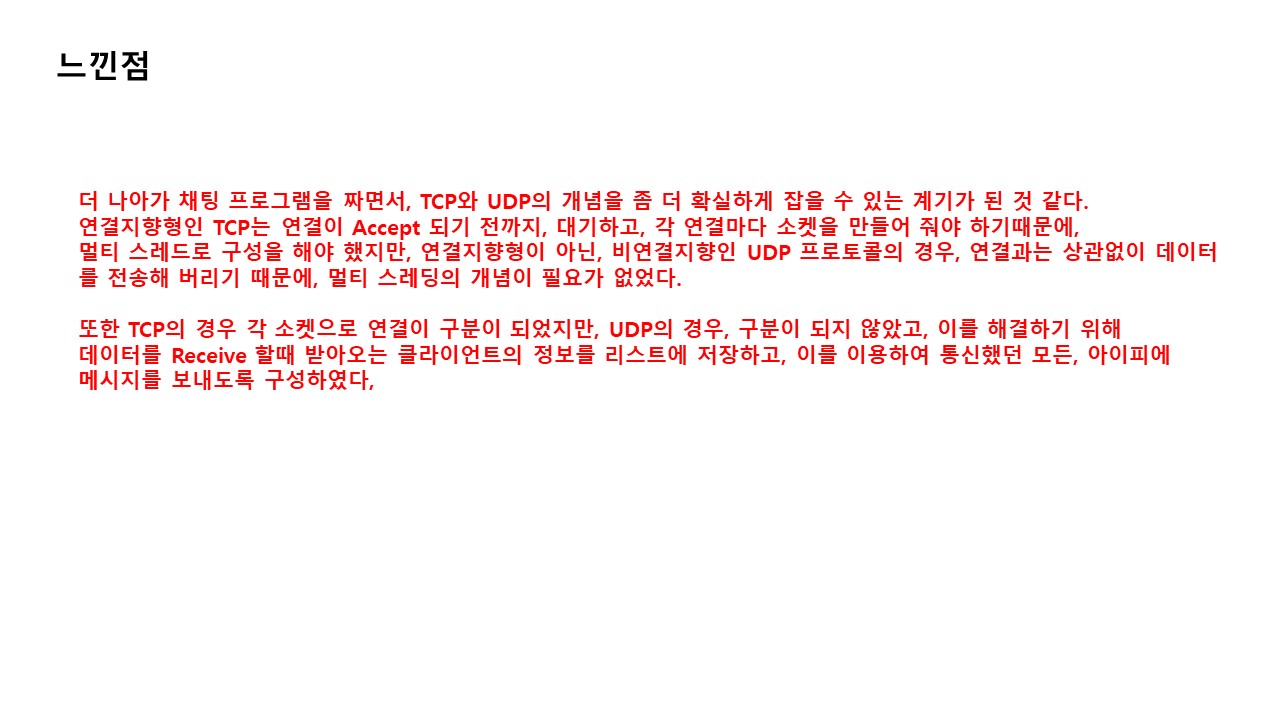 느낀점
더 나아가 채팅 프로그램을 짜면서, TCP와 UDP의 개념을 좀 더 확실하게 잡을 수 있는 계기가 된 것 같다.
연결지향형인 TCP는 연결이 Accept 되기 전까지, 대기하고, 각 연결마다 소켓을 만들어 줘야 하기때문에,
멀티 스레드로 구성을 해야 했지만, 연결지향형이 아닌, 비연결지향인 UDP 프로토콜의 경우, 연결과는 상관없이 데이터
를 전송해 버리기 때문에, 멀티 스레딩의 개념이 필요가 없었다.
또한 TCP의 경우 각 소켓으로 연결이 구분이 되었지만, UDP의 경우, 구분이 되지 않았고, 이를 해결하기 위해
데이터를 Receive 할때 받아오는 클라이언트의 정보를 리스트에 저장하고, 이를 이용하여 통신했던 모든, 아이피에
메시지를 보내도록 구성하였다,